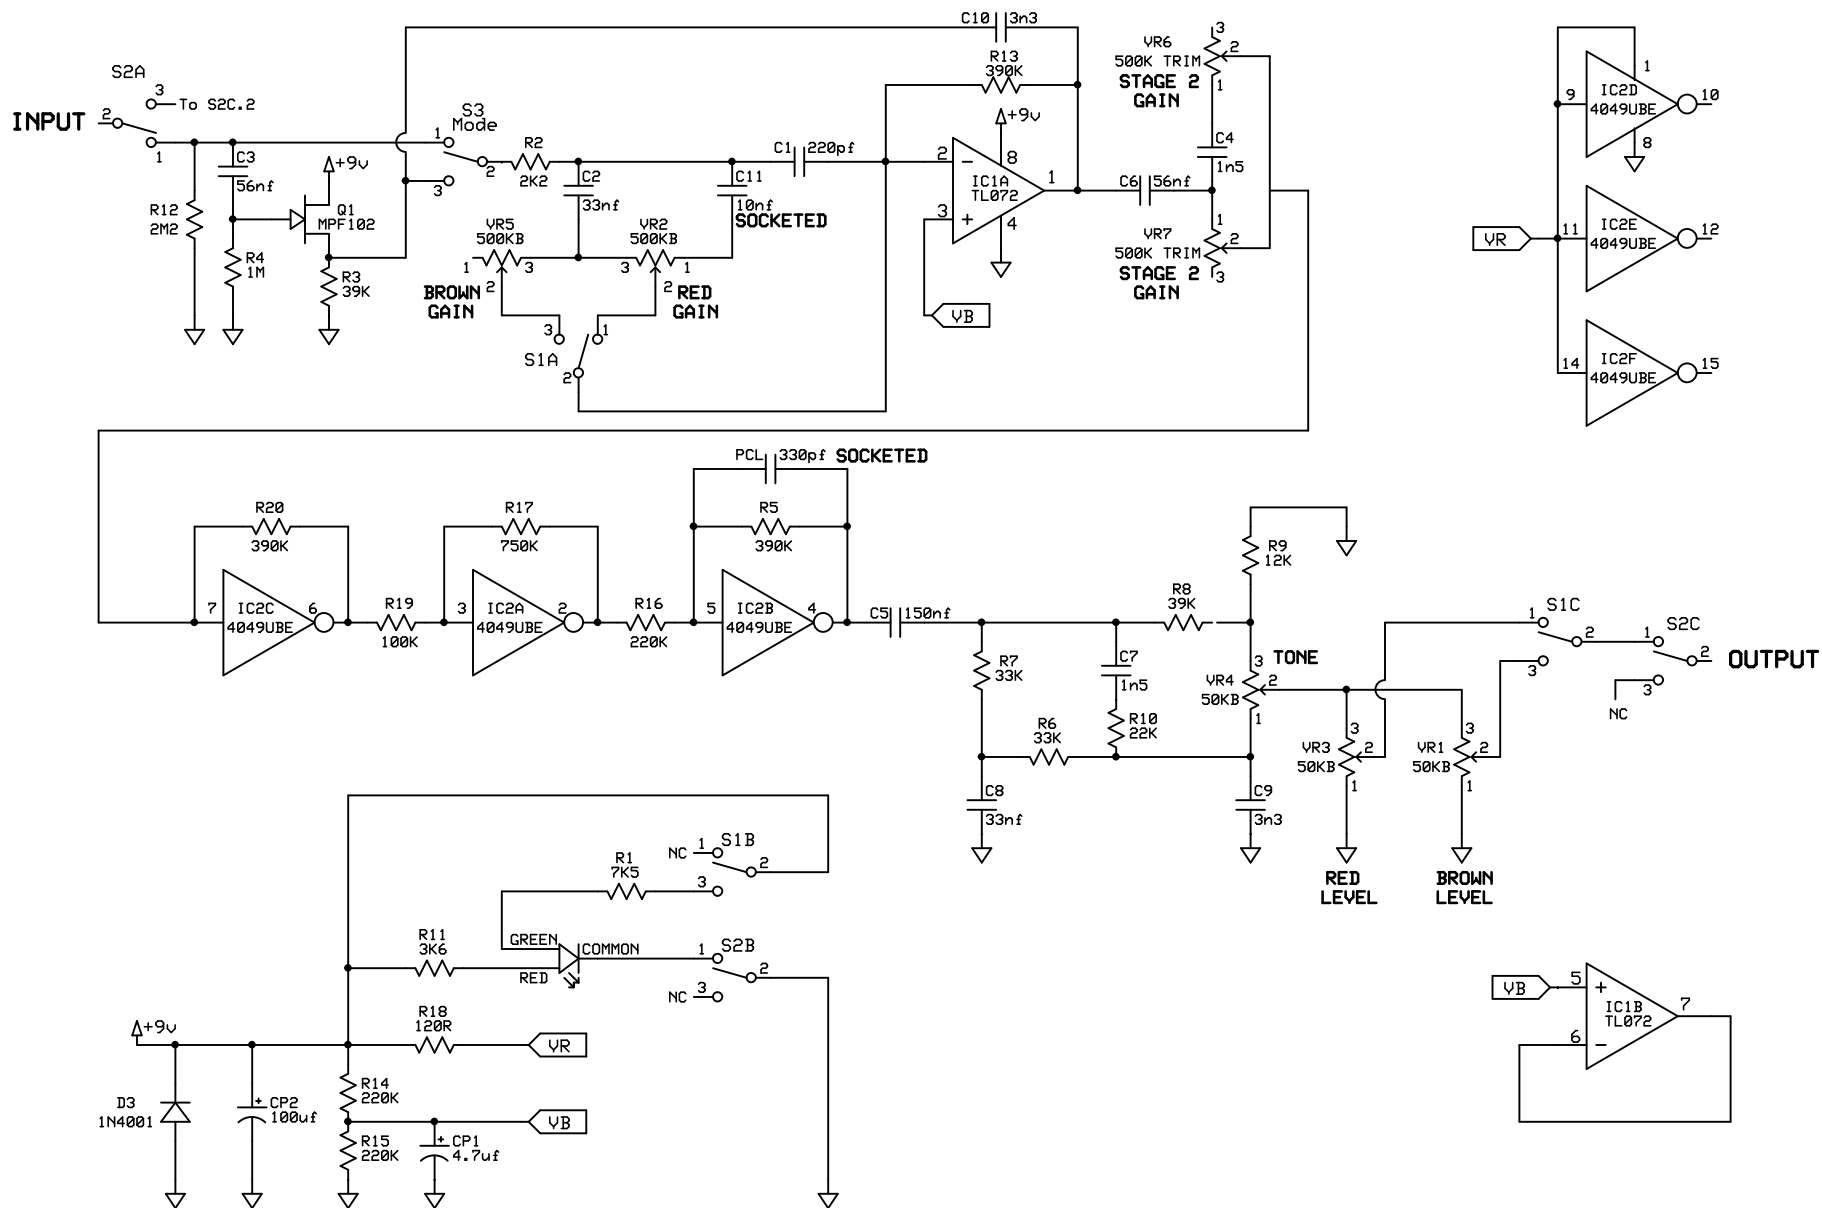 C10 3n3
R13
390K
S2A
3 To S2C.2
INPUT 2
1
S3
Mode
1
2
3
R2
2K2
C3
56nf
+9v
Q1
MPF102
R12
2M2
R4
1M
R3
39K
C2
33nf
C1 220pf
C11
10nf
SOCKETED
VR5
500KB
1 3
2
BROWN
GAIN
VR2
500KB
3 1
2
RED
GAIN
3 1
S1A
2
+9v
2 −
8
IC1A
TL072
1
3 +
4
VB
C6 56nf
3
VR6
500K TRIM
2
STAGE 2
GAIN
1
C4
1n5
1
VR7
500K TRIM
2
STAGE 2
GAIN
3
1
9 IC2D 10
4049UBE
8
VR
11 IC2E 12
4049UBE
14 IC2F 15
4049UBE
PCL 330pf SOCKETED
R20
390K
R17
750K
R5
390K
7 IC2C 6
4049UBE
R19
100K
3 IC2A 2
4049UBE
R16
220K
5 IC2B 4
4049UBE
C5 150nf
R9
12K
R8
39K
R7
33K
C7
1n5
R10
22K
R6
33K
3 TONE
VR4 2
50KB
1
C8
33nf
C9
3n3
3
VR3 2
50KB
1
RED
LEVEL
3
VR1 2
50KB
1
BROWN
LEVEL
S1C
1
2
3
S2C
1
2
3
NC
OUTPUT
NC 1 S1B
2
3
R1
7K5
R11
3K6
GREEN
RED
COMMON
1 S2B
2
NC 3
+9v
R18
120R
VR
R14
220K
VB
R15
220K
D3
1N4001
+
CP2
100uf
+
CP1
4.7uf
VB
5 +
IC1B
TL072
7
6 −